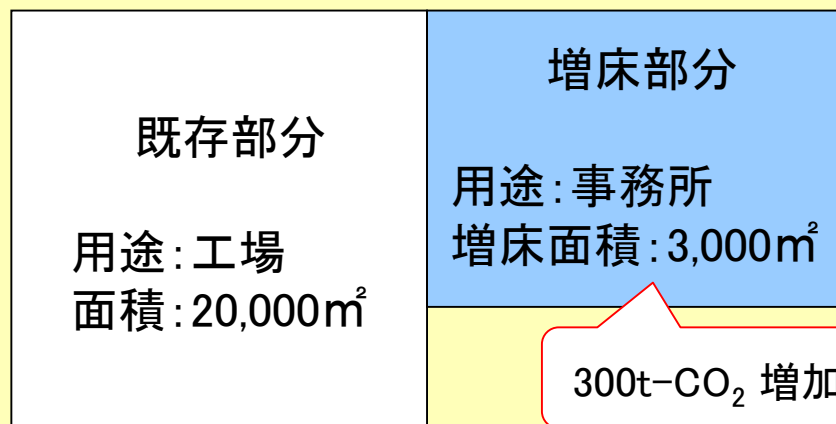 既存部分
用途:工場
面積:20,000㎡
増床部分
用途:事務所
増床面積:3,000㎡
300t-CO₂ 増加